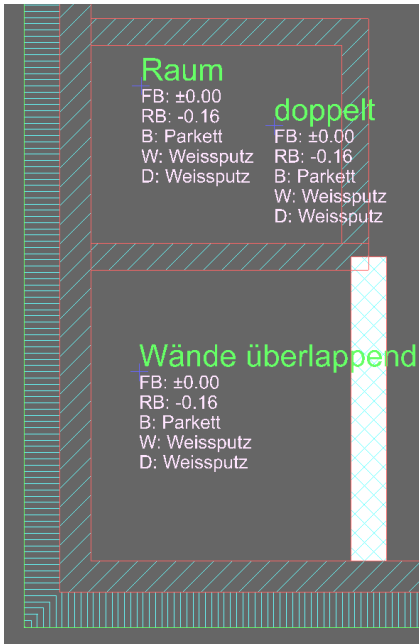 Raum
FB: ±0.00
RB: -0.16
B: Parkett
W: Weissputz
D: Weissputz
doppelt
FB: ±0.00
RB: -0.16
B: Parkett
W: Weissputz
D: Weissputz
Wände überlappend
FB: ±0.00
RB: -0.16
B: Parkett
W: Weissputz
D: Weissputz